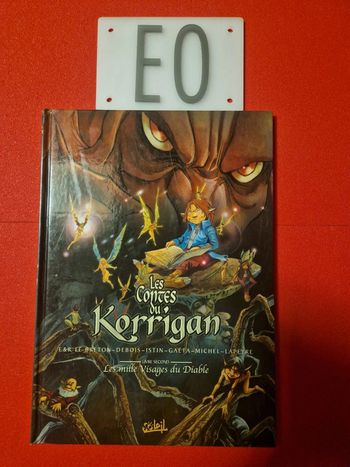 EO
Les
Contes
du
Korrigan
E&R LE BRETON-DEBOIS-ISTIN-GAETA-MICHEL-LAPEYRE
LIVRE SECOND
Les mille Visages du Diable
Soleil